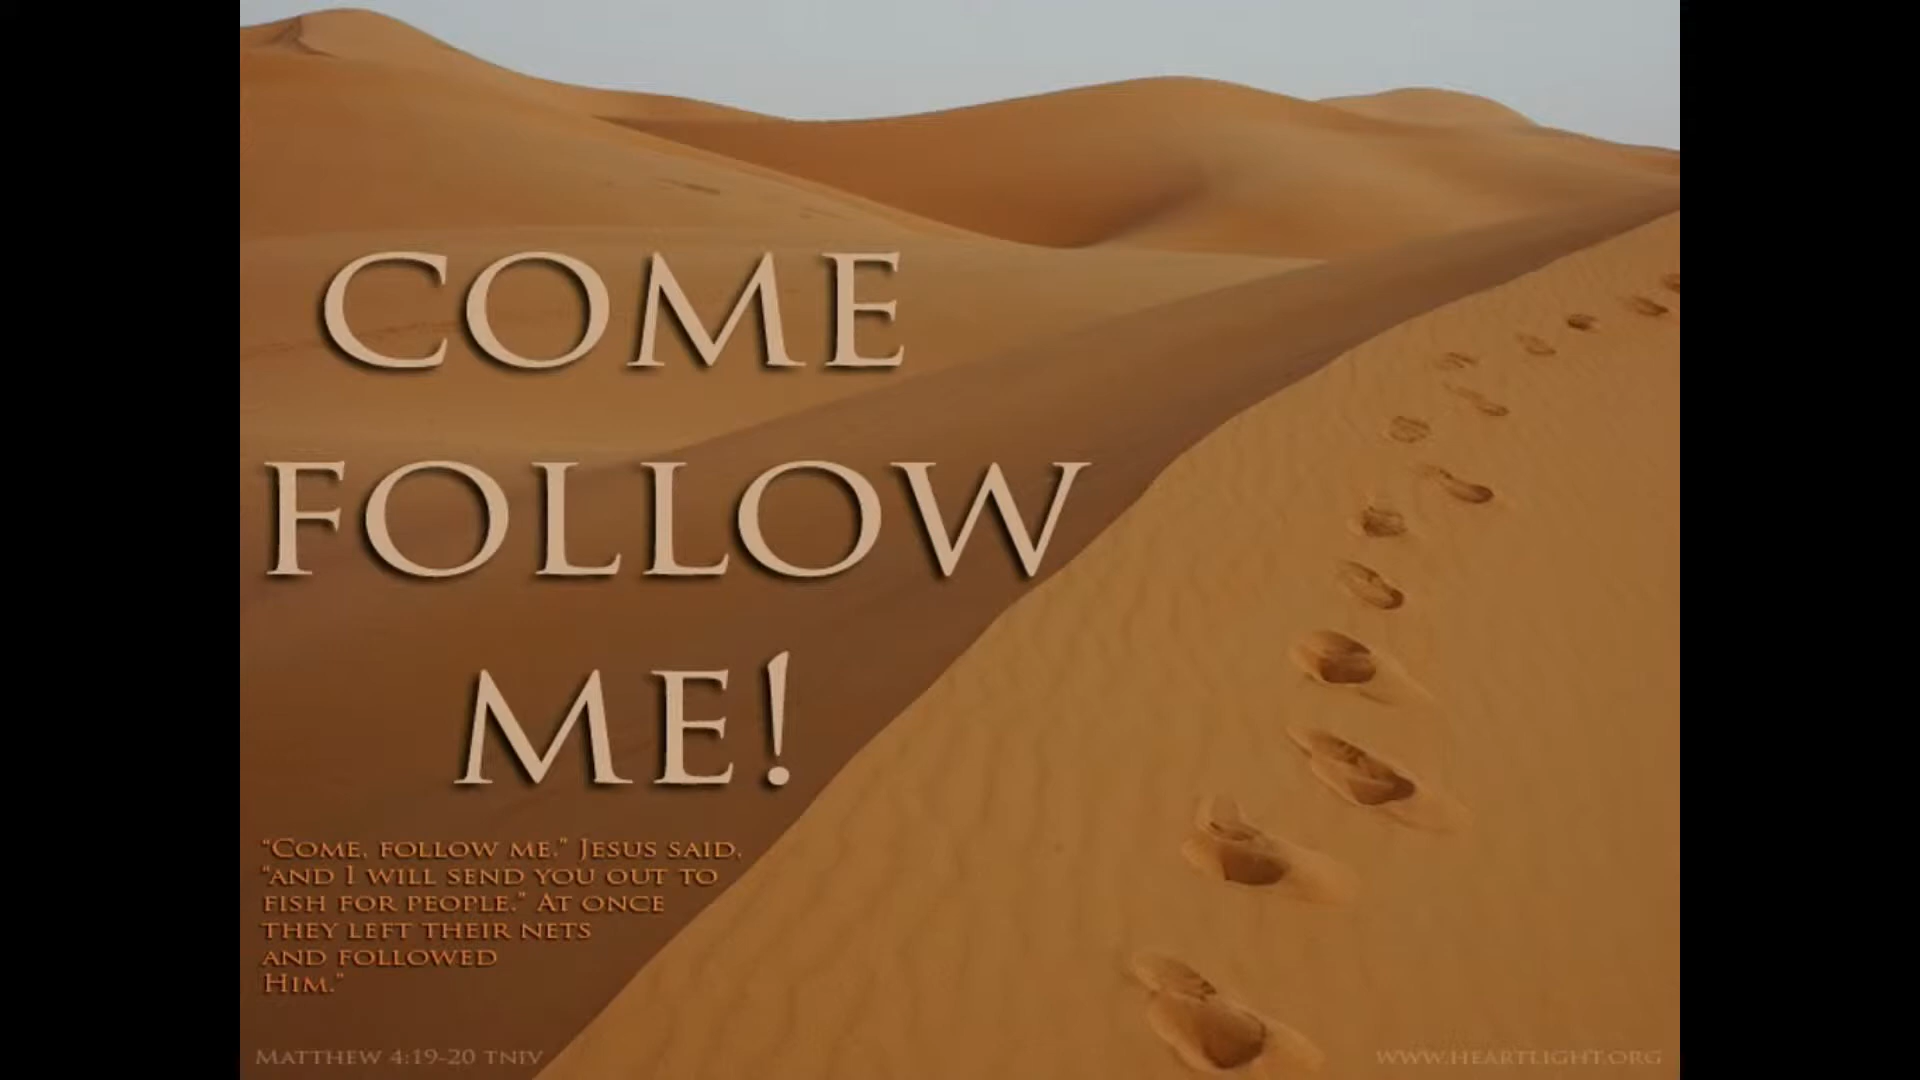 COME
FOLLOW
ME!
"COME, FOLLOW ME," JESUS SAID,
"AND I WILL SEND YOU OUT TO
FISH FOR PEOPLE." AT ONCE
THEY LEFT THEIR NETS
AND FOLLOWED
HIM."
MATTHEW 4:19-20 TNIV
WWW.HEARTLIGHT.ORG